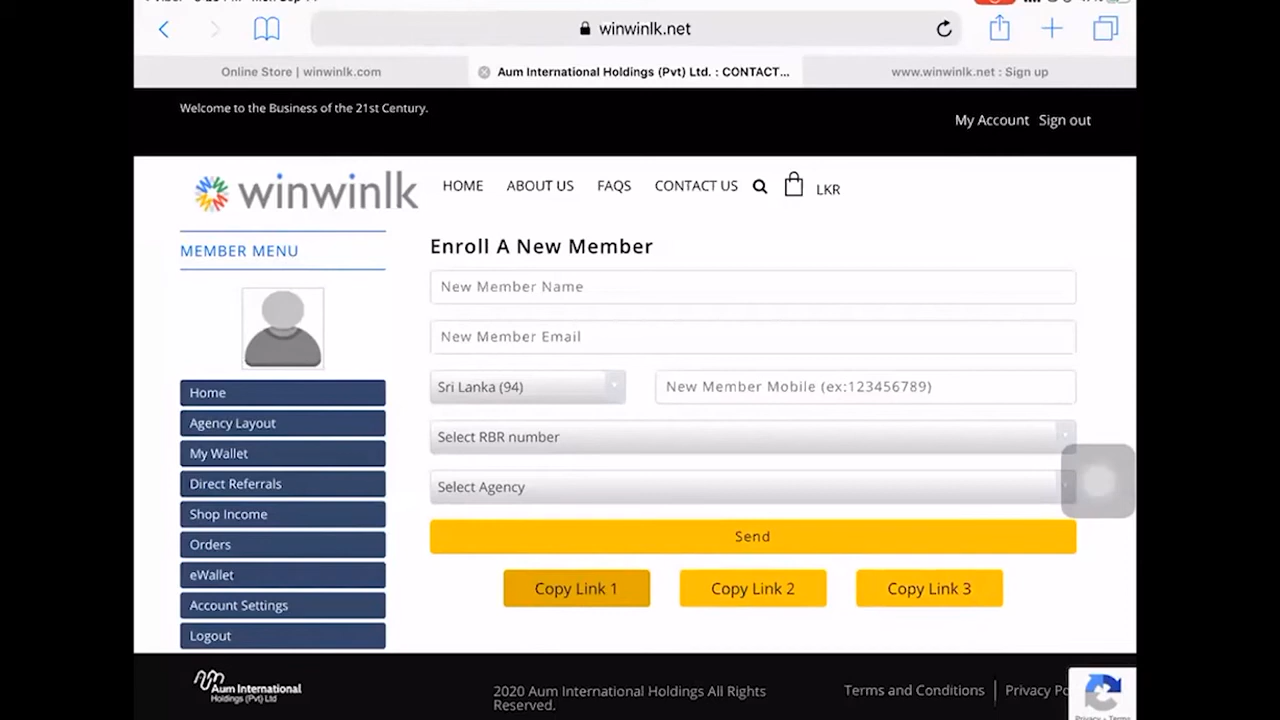 winwinlk.net
Online Store | winwinlk.com
Aum International Holdings (Pvt) Ltd. : CONTACT...
www.winwinlk.net : Sign up
Welcome to the Business of the 21st Century.
My Account Sign out
winwinlk
HOME ABOUT US FAQS CONTACT US LKR
MEMBER MENU
Home
Agency Layout
My Wallet
Direct Referrals
Shop Income
Orders
eWallet
Account Settings
Logout
Enroll A New Member
New Member Name
New Member Email
Sri Lanka (94) New Member Mobile (ex:123456789)
Select RBR number
Select Agency
Send
Copy Link 1 Copy Link 2 Copy Link 3
Aum International
Holdings (Pvt) Ltd
2020 Aum International Holdings All Rights
Reserved.
Terms and Conditions Privacy